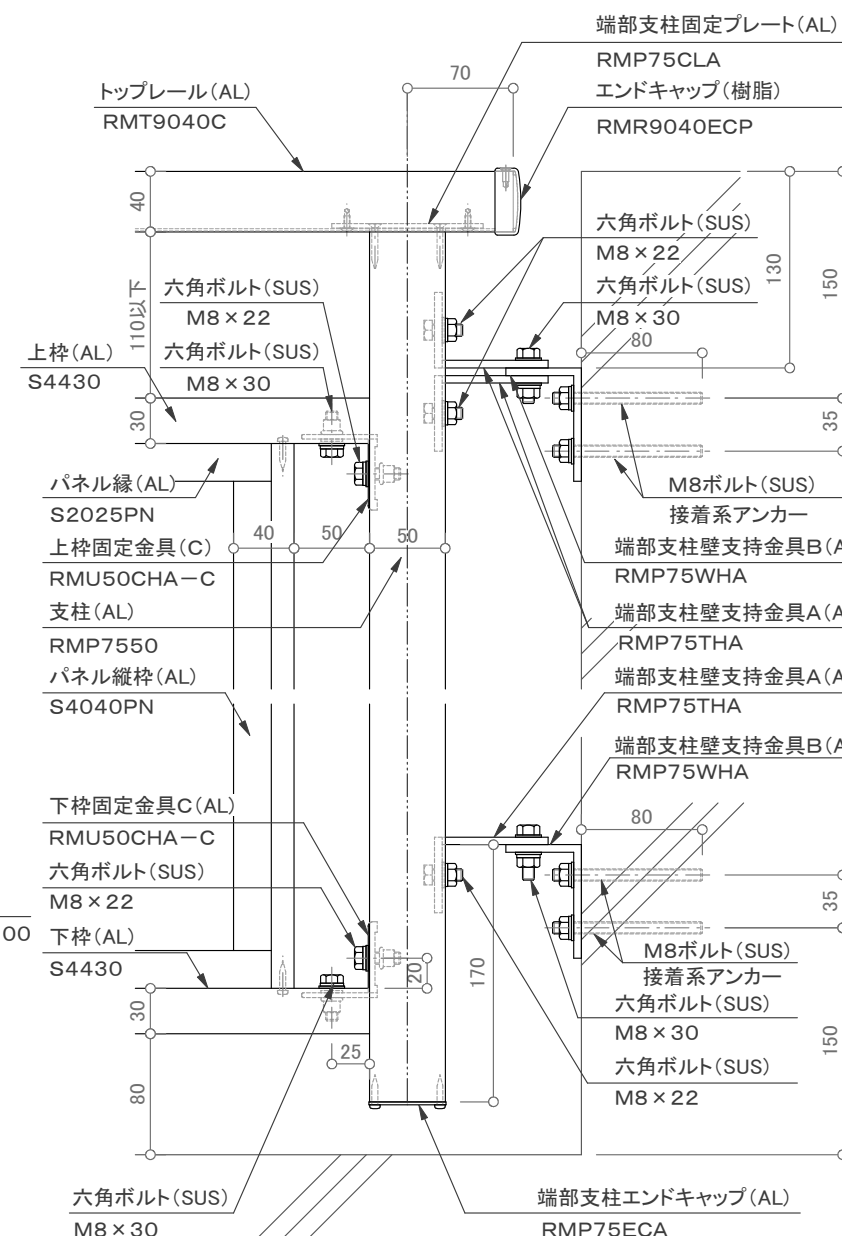 端部支柱固定プレート(AL)
RMP75CLA
70
トップレール(AL)
RMT9040C
エンドキャップ(樹脂)
RMR9040ECP
40
六角ボルト(SUS)
M8×22
130
150
110以下
六角ボルト(SUS)
M8×22
六角ボルト(SUS)
M8×30
80
上枠(AL)
S4430
六角ボルト(SUS)
M8×30
30
35
パネル縁(AL)
S2025PN
M8ボルト(SUS)
接着系アンカー
40
50
50
上枠固定金具(C)
RMU50CHA-C
端部支柱壁支持金具B(A
RMP75WHA
支柱(AL)
RMP7550
端部支柱壁支持金具A(A
RMP75THA
パネル縦枠(AL)
S4040PN
端部支柱壁支持金具A(A
RMP75THA
端部支柱壁支持金具B(A
RMP75WHA
下枠固定金具C(AL)
RMU50CHA-C
80
六角ボルト(SUS)
M8×22
35
00
下枠(AL)
S4430
20
170
M8ボルト(SUS)
接着系アンカー
30
六角ボルト(SUS)
M8×30
25
150
六角ボルト(SUS)
M8×22
80
六角ボルト(SUS)
M8×30
端部支柱エンドキャップ(AL)
RMP75ECA